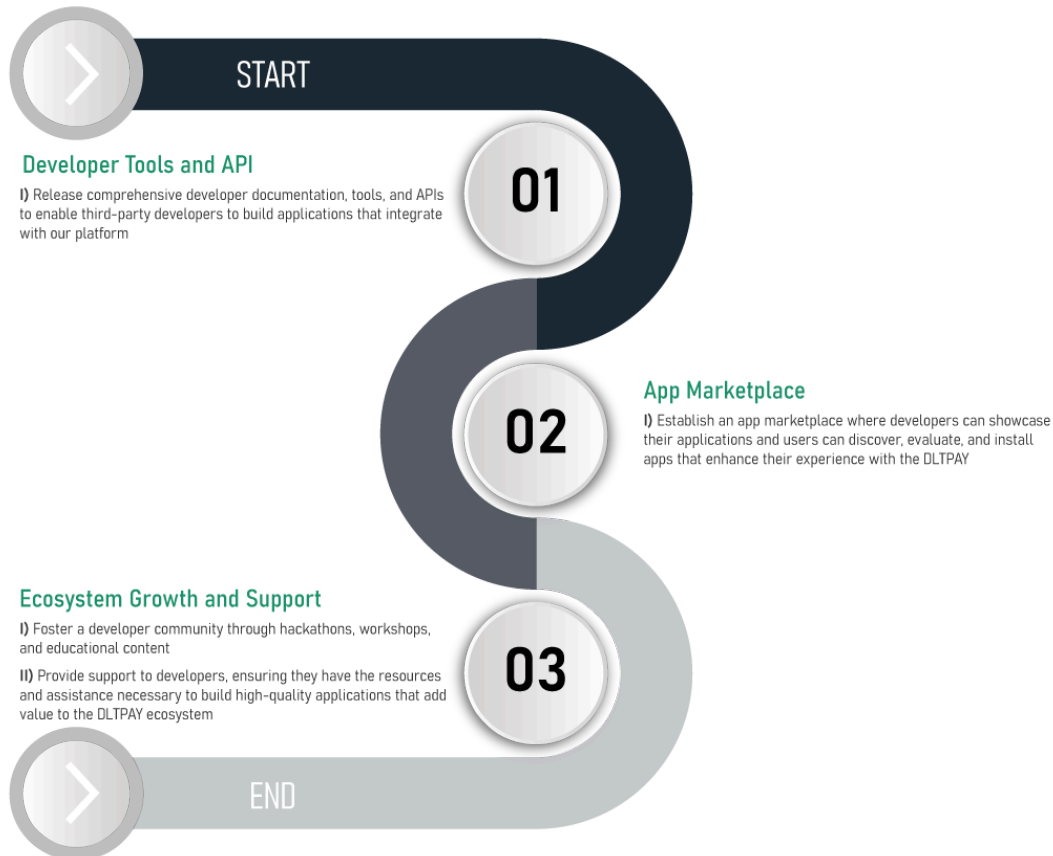 START
01
Developer Tools and API
I) Release comprehensive developer documentation, tools, and APIs
to enable third-party developers to build applications that integrate
with our platform
02
App Marketplace
I) Establish an app marketplace where developers can showcase
their applications and users can discover, evaluate, and install
apps that enhance their experience with the DLTPAY
03
Ecosystem Growth and Support
I) Foster a developer community through hackathons, workshops,
and educational content
II) Provide support to developers, ensuring they have the resources
and assistance necessary to build high-quality applications that add
value to the DLTPAY ecosystem
END